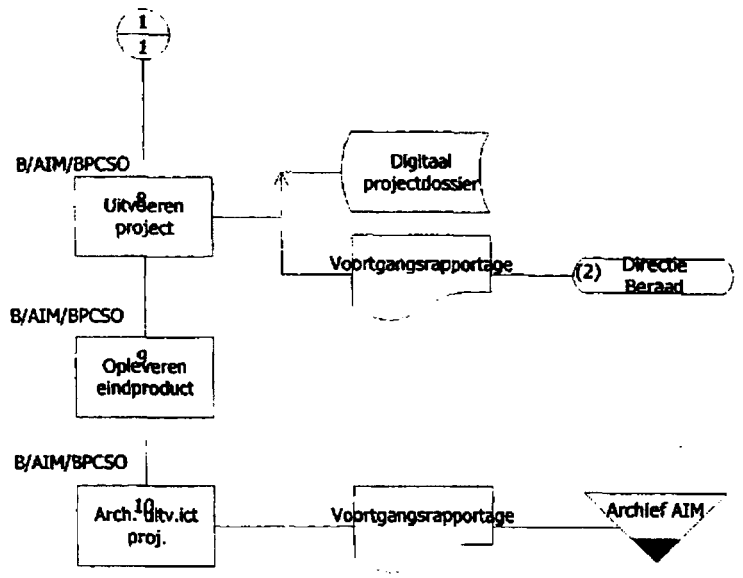 1
1
B/AIM/BPCSO
8
Uitvoeren
project
Digitaal
projectdossier
Voortgangsrapportage
(2) Directie
Beraad
B/AIM/BPCSO
9
Opleveren
eindproduct
B/AIM/BPCSO
10
Arch. uitv.ict
proj.
Voortgangsrapportage
Archief AIM